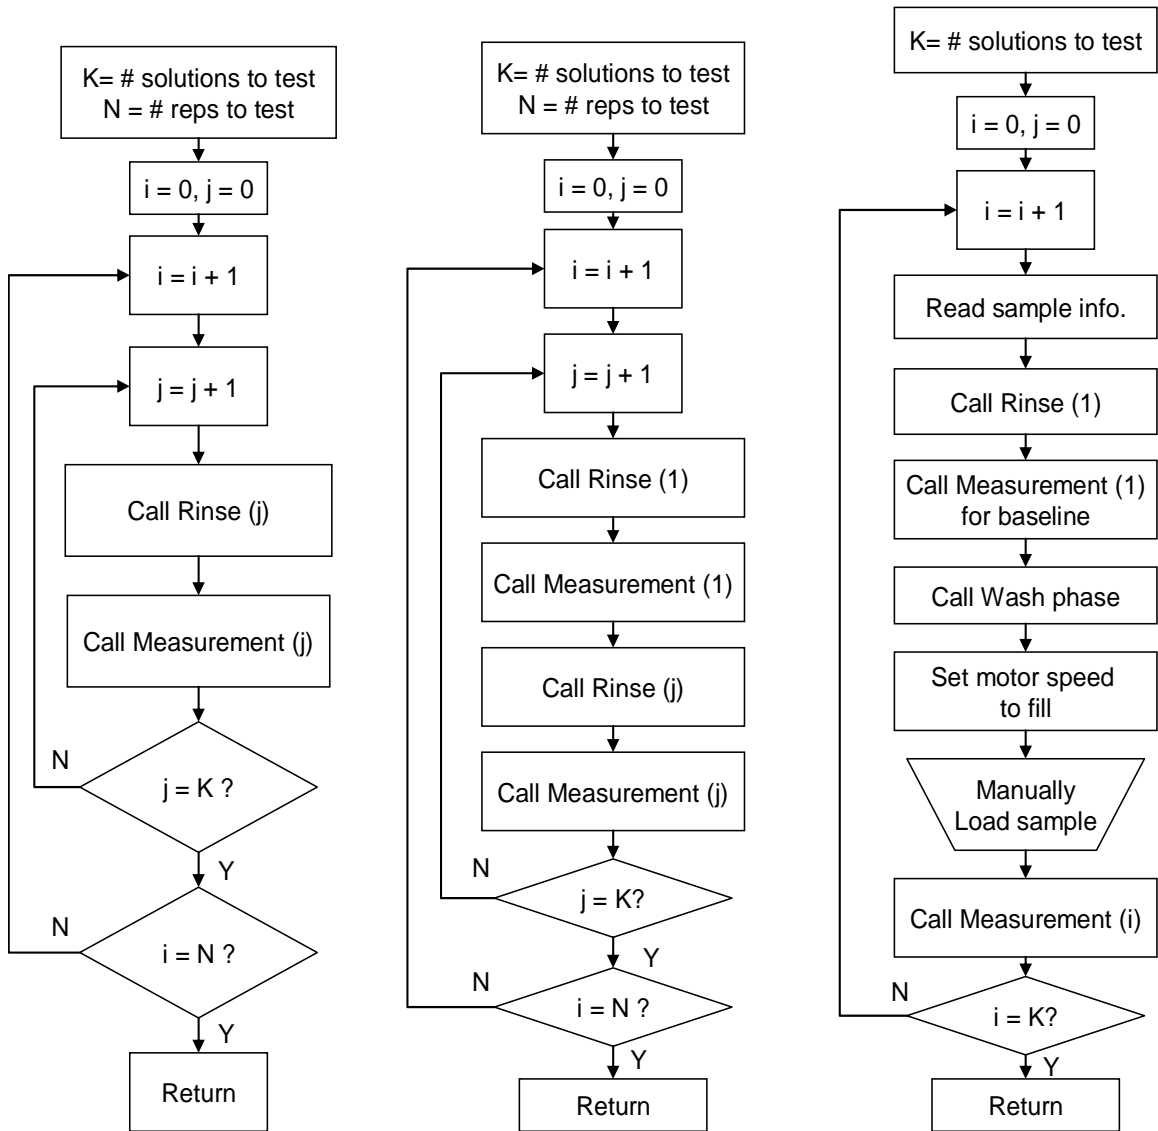 K= # solutions to test
N = # reps to test
i = 0, j = 0
i = i + 1
j = j + 1
Call Rinse (j)
Call Measurement (j)
N
j = K ?
Y
N
i = N ?
Y
Return
K= # solutions to test
N = # reps to test
i = 0, j = 0
i = i + 1
j = j + 1
Call Rinse (1)
Call Measurement (1)
Call Rinse (j)
Call Measurement (j)
N
j = K?
Y
N
i = N ?
Y
Return
K= # solutions to test
i = 0, j = 0
i = i + 1
Read sample info.
Call Rinse (1)
Call Measurement (1)
for baseline
Call Wash phase
Set motor speed
to fill
Manually
Load sample
Call Measurement (i)
N
i = K?
Y
Return